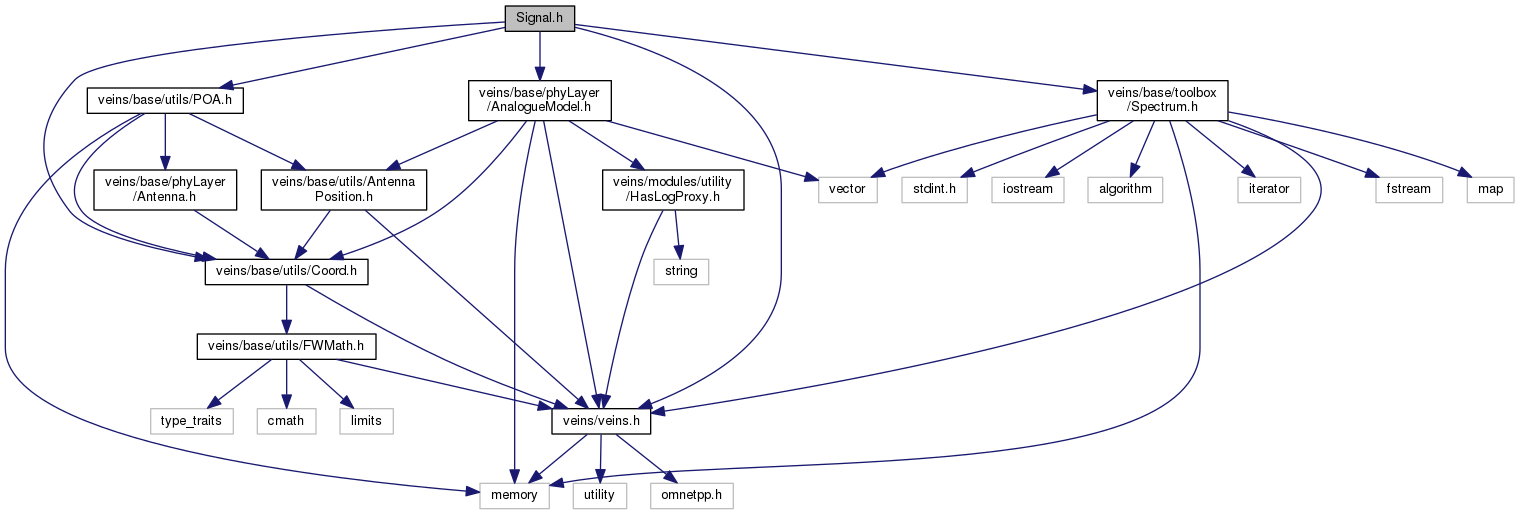 Signal.h
veins/base/utils/POA.h
veins/base/phyLayer
/AnalogueModel.h
veins/base/toolbox
/Spectrum.h
veins/base/phyLayer
/Antenna.h
veins/base/utils/Antenna
Position.h
veins/modules/utility
/HasLogProxy.h
vector
stdint.h
iostream
algorithm
iterator
fstream
map
veins/base/utils/Coord.h
string
veins/base/utils/FWMath.h
type_traits
cmath
limits
veins/veins.h
memory
utility
omnetpp.h